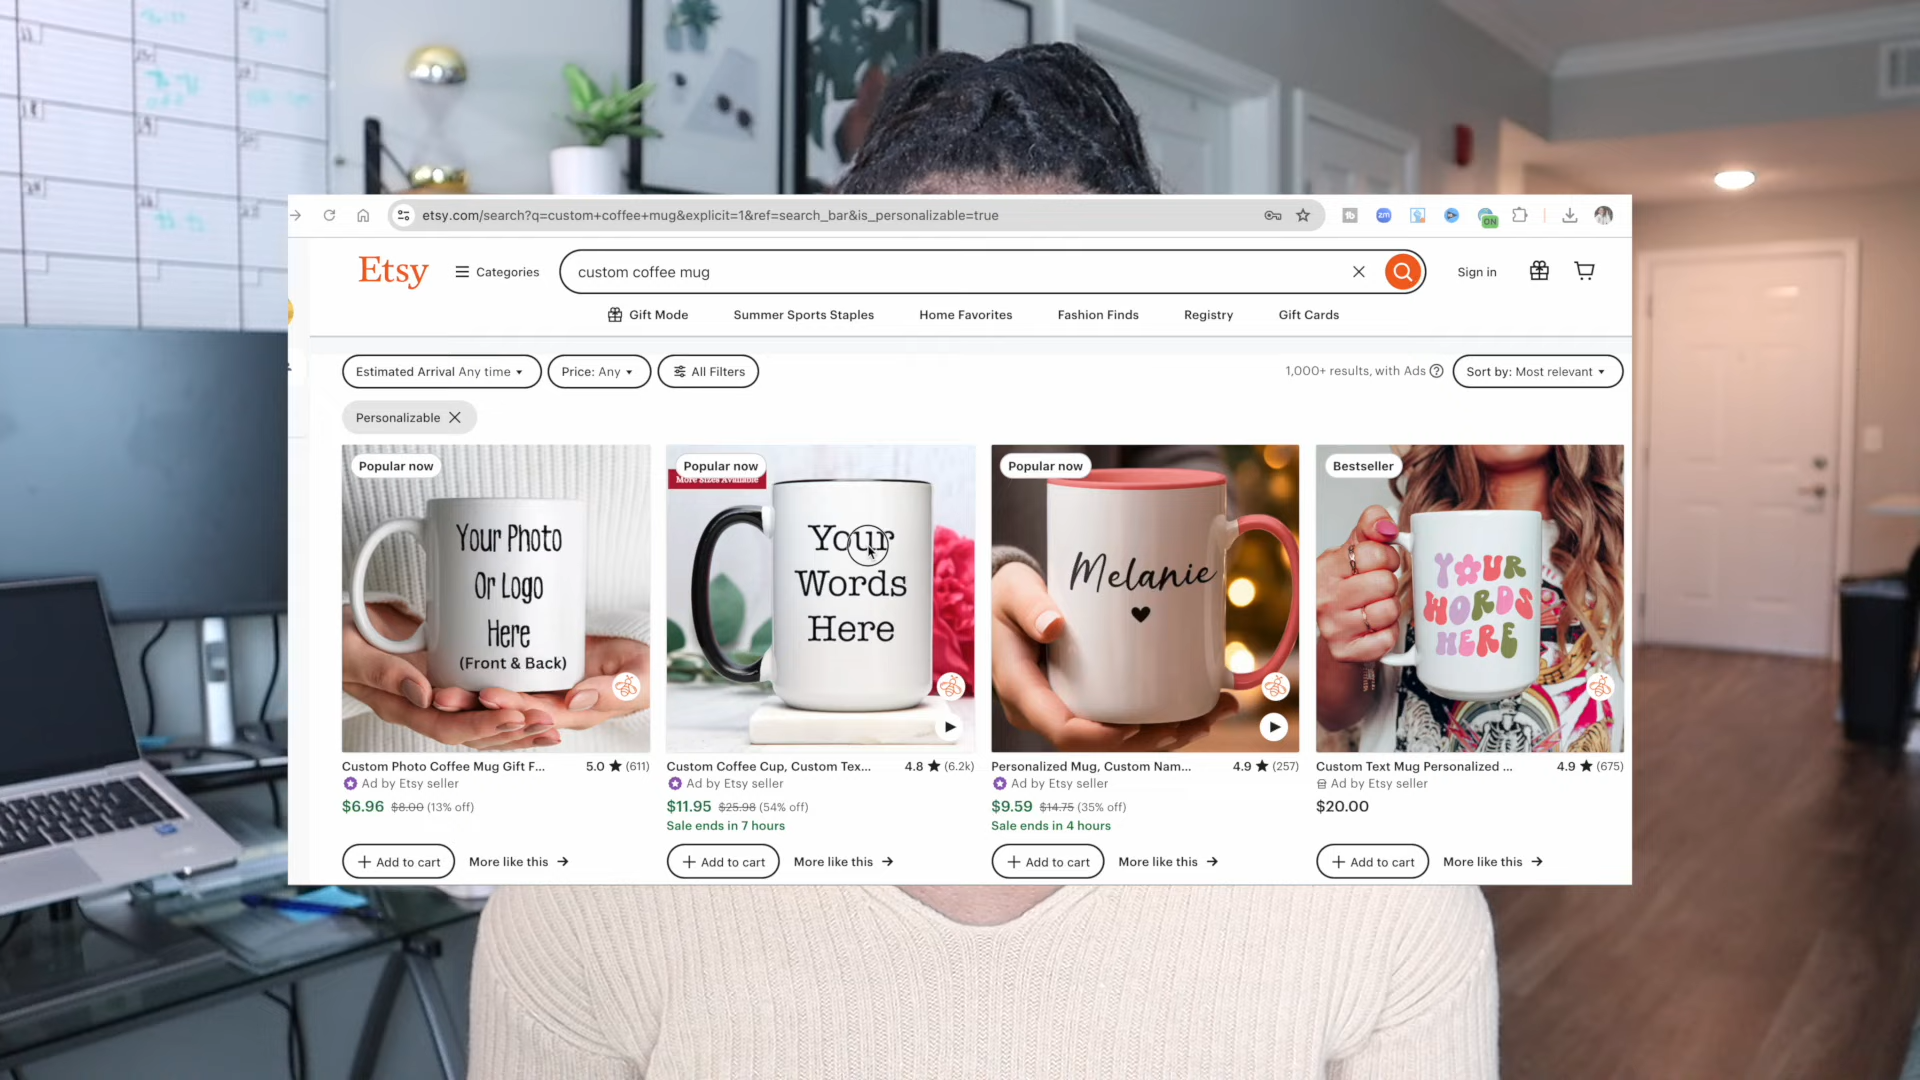 etsy.com/search?q=custom+coffee+mug&explicit=1&ref=search_bar&is_personalizable=true
tb
zm
ON
Etsy
Categories
custom coffee mug
Sign in
Gift Mode
Summer Sports Staples
Home Favorites
Fashion Finds
Registry
Gift Cards
Estimated Arrival Any time
Price: Any
All Filters
1,000+ results, with Ads ?
Sort by: Most relevant
Personalizable
Popular now
Your Photo
Or Logo
Here
(Front & Back)
Popular now
More Sizes Available
Your
Words
Here
Popular now
Melanie
Bestseller
YOUR
WORDS
HERE
Custom Photo Coffee Mug Gift F...
5.0 ★ (611)
Ad by Etsy seller
$6.96 $8.00 (13% off)
+ Add to cart
More like this →
Custom Coffee Cup, Custom Tex...
4.8 ★ (6.2k)
Ad by Etsy seller
$11.95 $25.98 (54% off)
Sale ends in 7 hours
+ Add to cart
More like this →
Personalized Mug, Custom Nam...
4.9 ★ (257)
Ad by Etsy seller
$9.59 $14.75 (35% off)
Sale ends in 4 hours
+ Add to cart
More like this →
Custom Text Mug Personalized ...
4.9 ★ (675)
Ad by Etsy seller
$20.00
+ Add to cart
More like this →